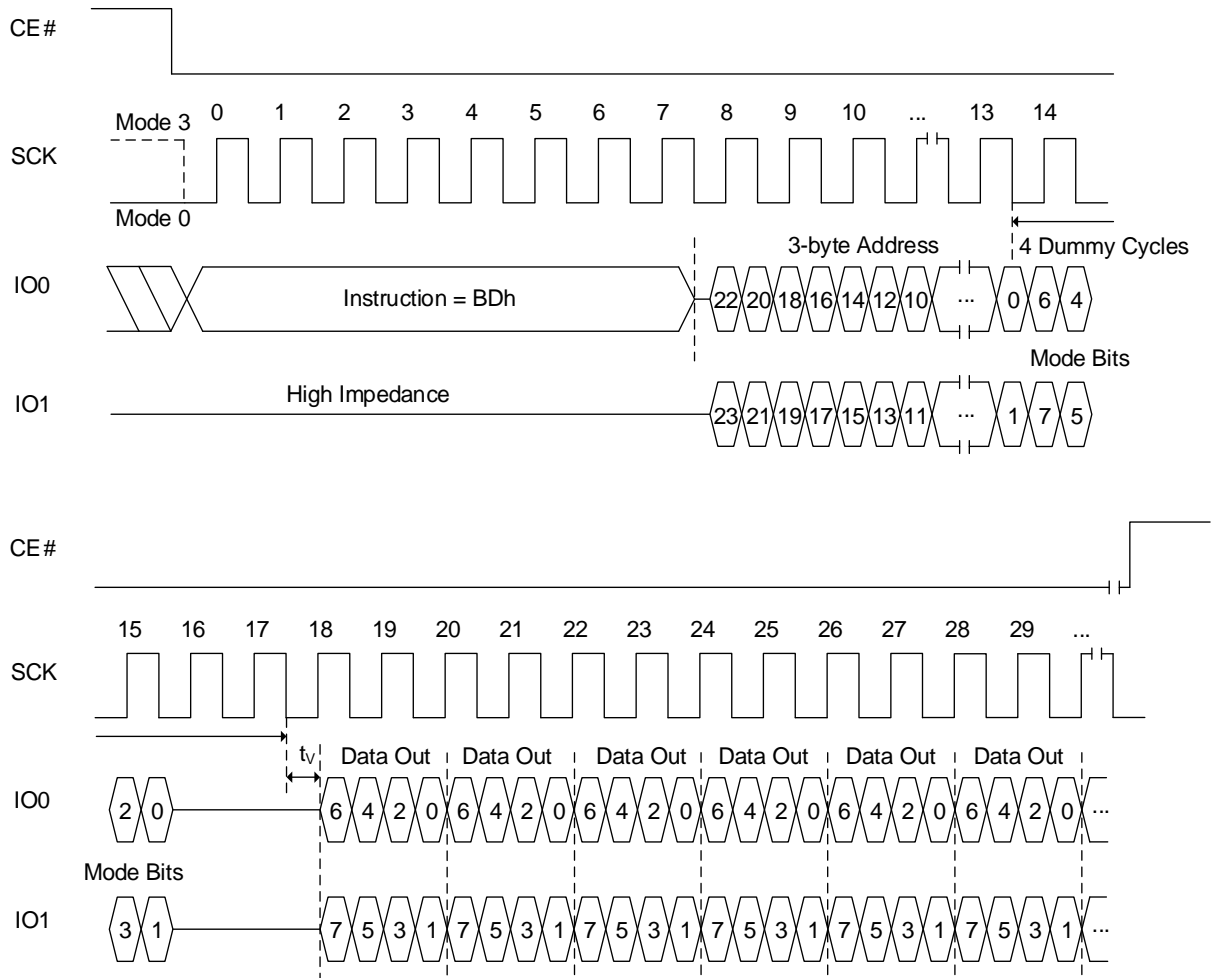 CE#
0 1 2 3 4 5 6 7 8 9 10 ... 13 14
Mode 3
SCK
Mode 0
3-byte Address 4 Dummy Cycles
IO0 Instruction = BDh 22 20 18 16 14 12 10 ... 0 6 4
Mode Bits
High Impedance
IO1 23 21 19 17 15 13 11 ... 1 7 5
CE#
15 16 17 18 19 20 21 22 23 24 25 26 27 28 29 ...
SCK
tV Data Out Data Out Data Out Data Out Data Out Data Out
IO0 2 0 6 4 2 0 6 4 2 0 6 4 2 0 6 4 2 0 6 4 2 0 6 4 2 0 ...
Mode Bits
IO1 3 1 7 5 3 1 7 5 3 1 7 5 3 1 7 5 3 1 7 5 3 1 7 5 3 1 ...